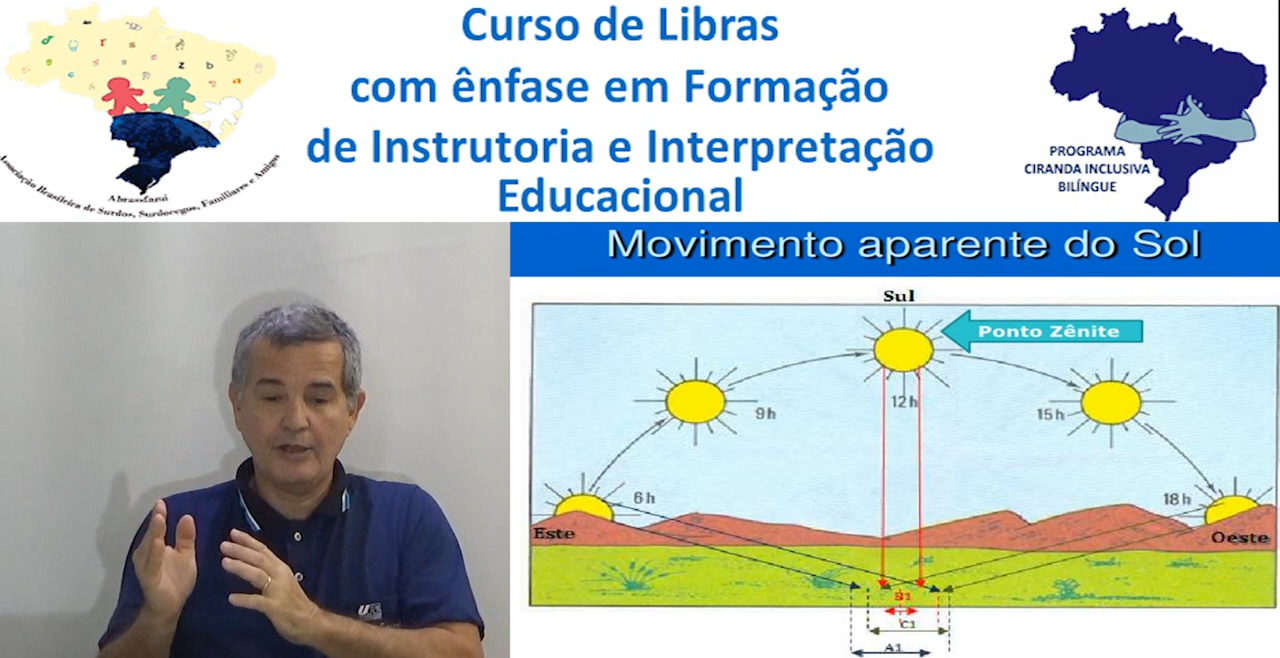 Curso de Libras
com ênfase em Formação
de Instrutoria e Interpretação
Educacional
Associação Brasileira de Surdos, Surdocegos, Familiares e Amigos
PROGRAMA
CIRANDA INCLUSIVA
BILÍNGUE
Movimento aparente do Sol
Sul
Ponto Zênite
12h
9h
15h
6h
18h
Este
Oeste
B1
C1
A1